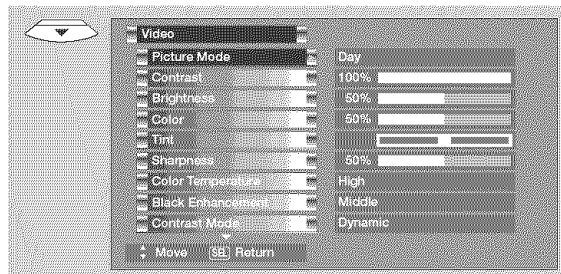 Video
Picture Mode Day
Contrast 100%
Brightness 50%
Color 50%
Tint
Sharpness 50%
Color Temperature High
Black Enhancement Middle
Contrast Mode Dynamic
Move SEL Return